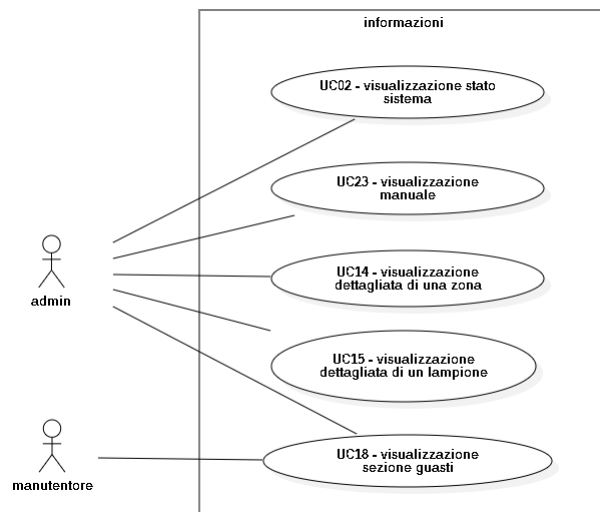 informazioni
UC02 - visualizzazione stato
sistema
UC23 - visualizzazione
manuale
UC14 - visualizzazione
dettagliata di una zona
admin
UC15 - visualizzazione
dettagliata di un lampione
UC18 - visualizzazione
sezione guasti
manutentore